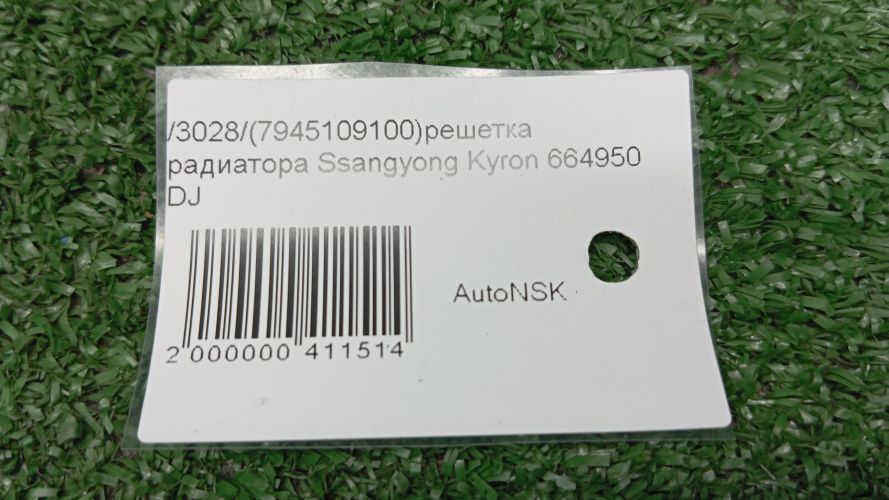 /3028/(7945109100)решетка
радиатора Ssangyong Kyron 664950
DJ
AutoNSK
2 000000 411514